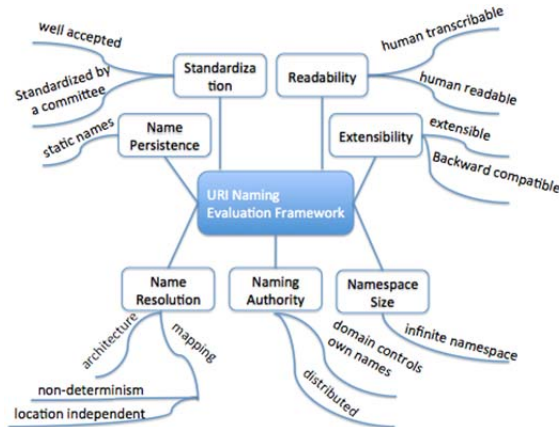 well accepted
Standardized by
a committee
Standardiza
tion
Readability
human transcribable
human readable
static names
Name
Persistence
Extensibility
extensible
Backward compatible
URI Naming
Evaluation Framework
Name
Resolution
Naming
Authority
Namespace
Size
architecture
mapping
non-determinism
location independent
domain controls
own names
distributed
infinite namespace